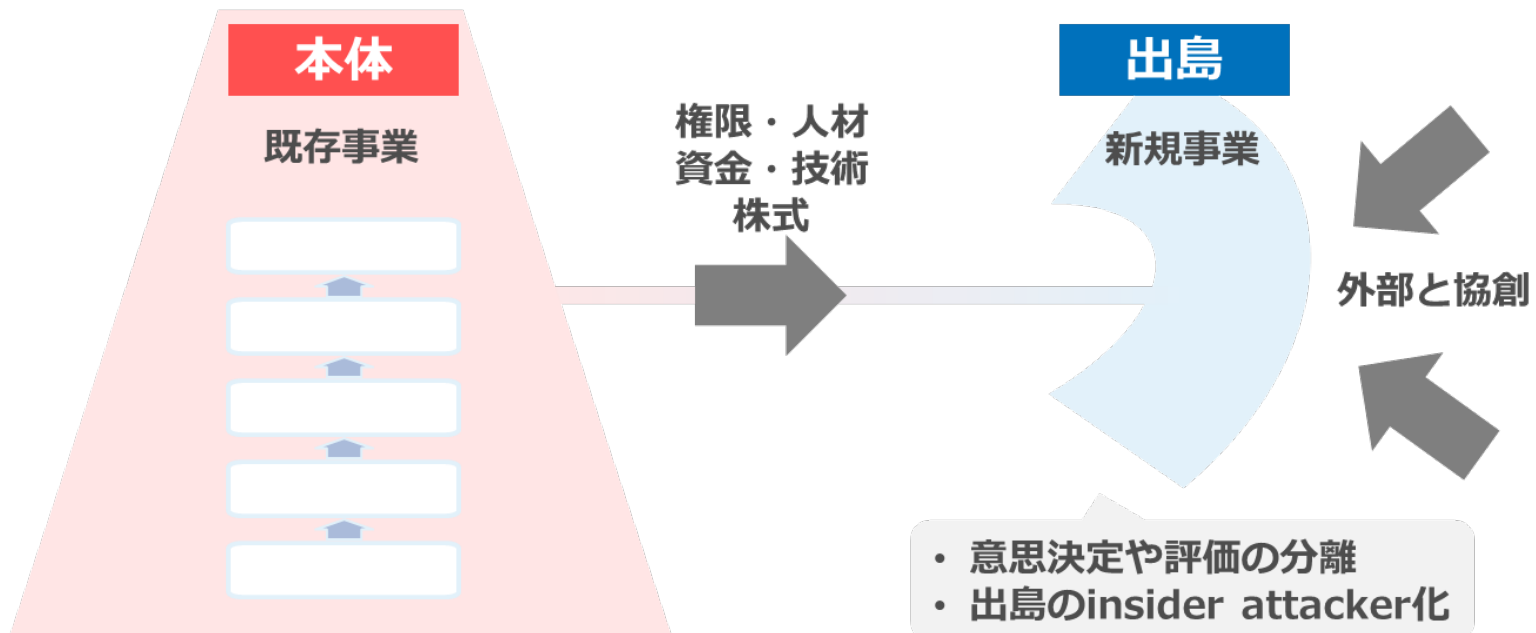 本体
既存事業
権限・人材
資金・技術
株式
出島
新規事業
外部と協創
• 意思決定や評価の分離
• 出島のinsider attacker化